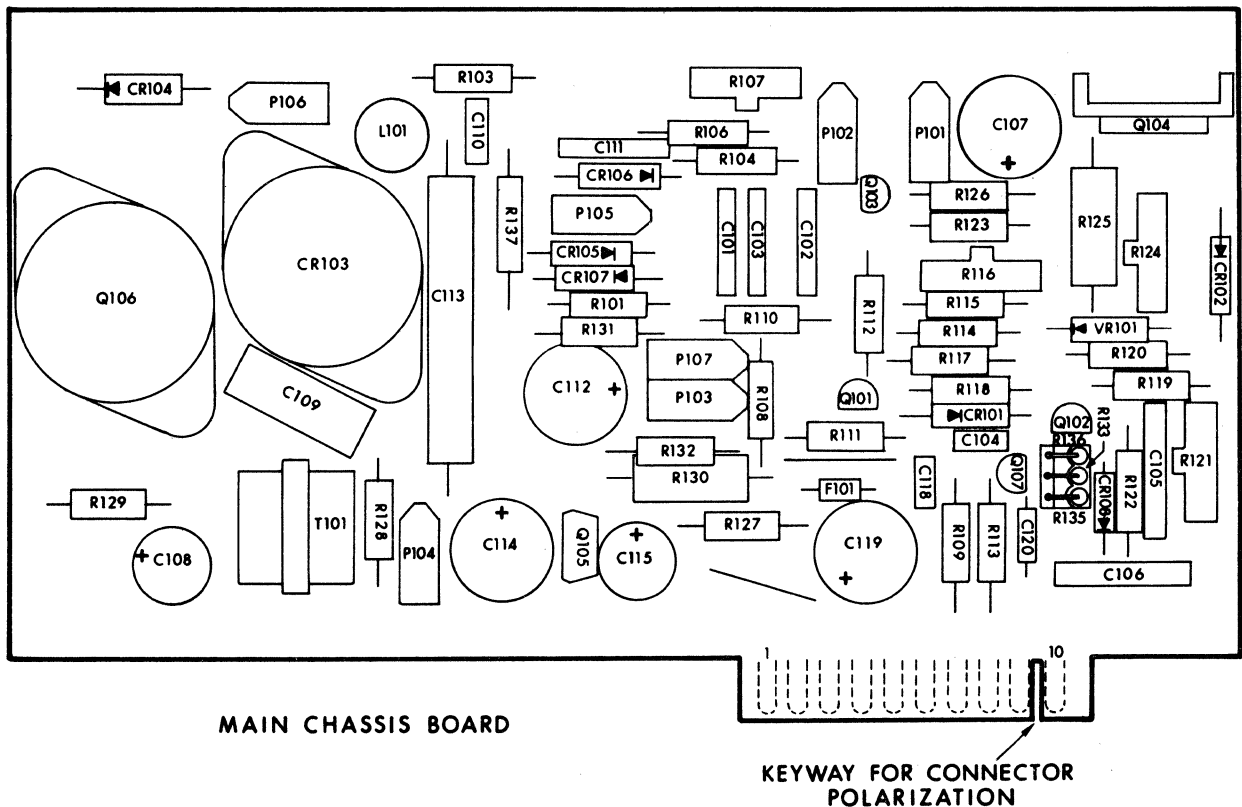 CR104
P106
R103
L101
C110
R107
P102
P101
C107
Q104
R106
C111
R104
CR106
Q103
R126
R123
R125
R124
CR102
P105
R137
C101
C103
C102
CR105
CR107
R101
R131
R110
R112
R116
R115
R114
R117
R118
CR101
C104
VR101
R120
R119
Q106
CR103
C113
C109
C112
P107
P103
R108
Q101
R111
Q102
R133
R136
R135
CR108
R122
C105
R121
R132
R130
F101
C118
Q107
R129
C108
T101
R128
P104
C114
Q105
C115
R127
C119
R109
R113
C120
C106
1
10
MAIN CHASSIS BOARD
KEYWAY FOR CONNECTOR
POLARIZATION